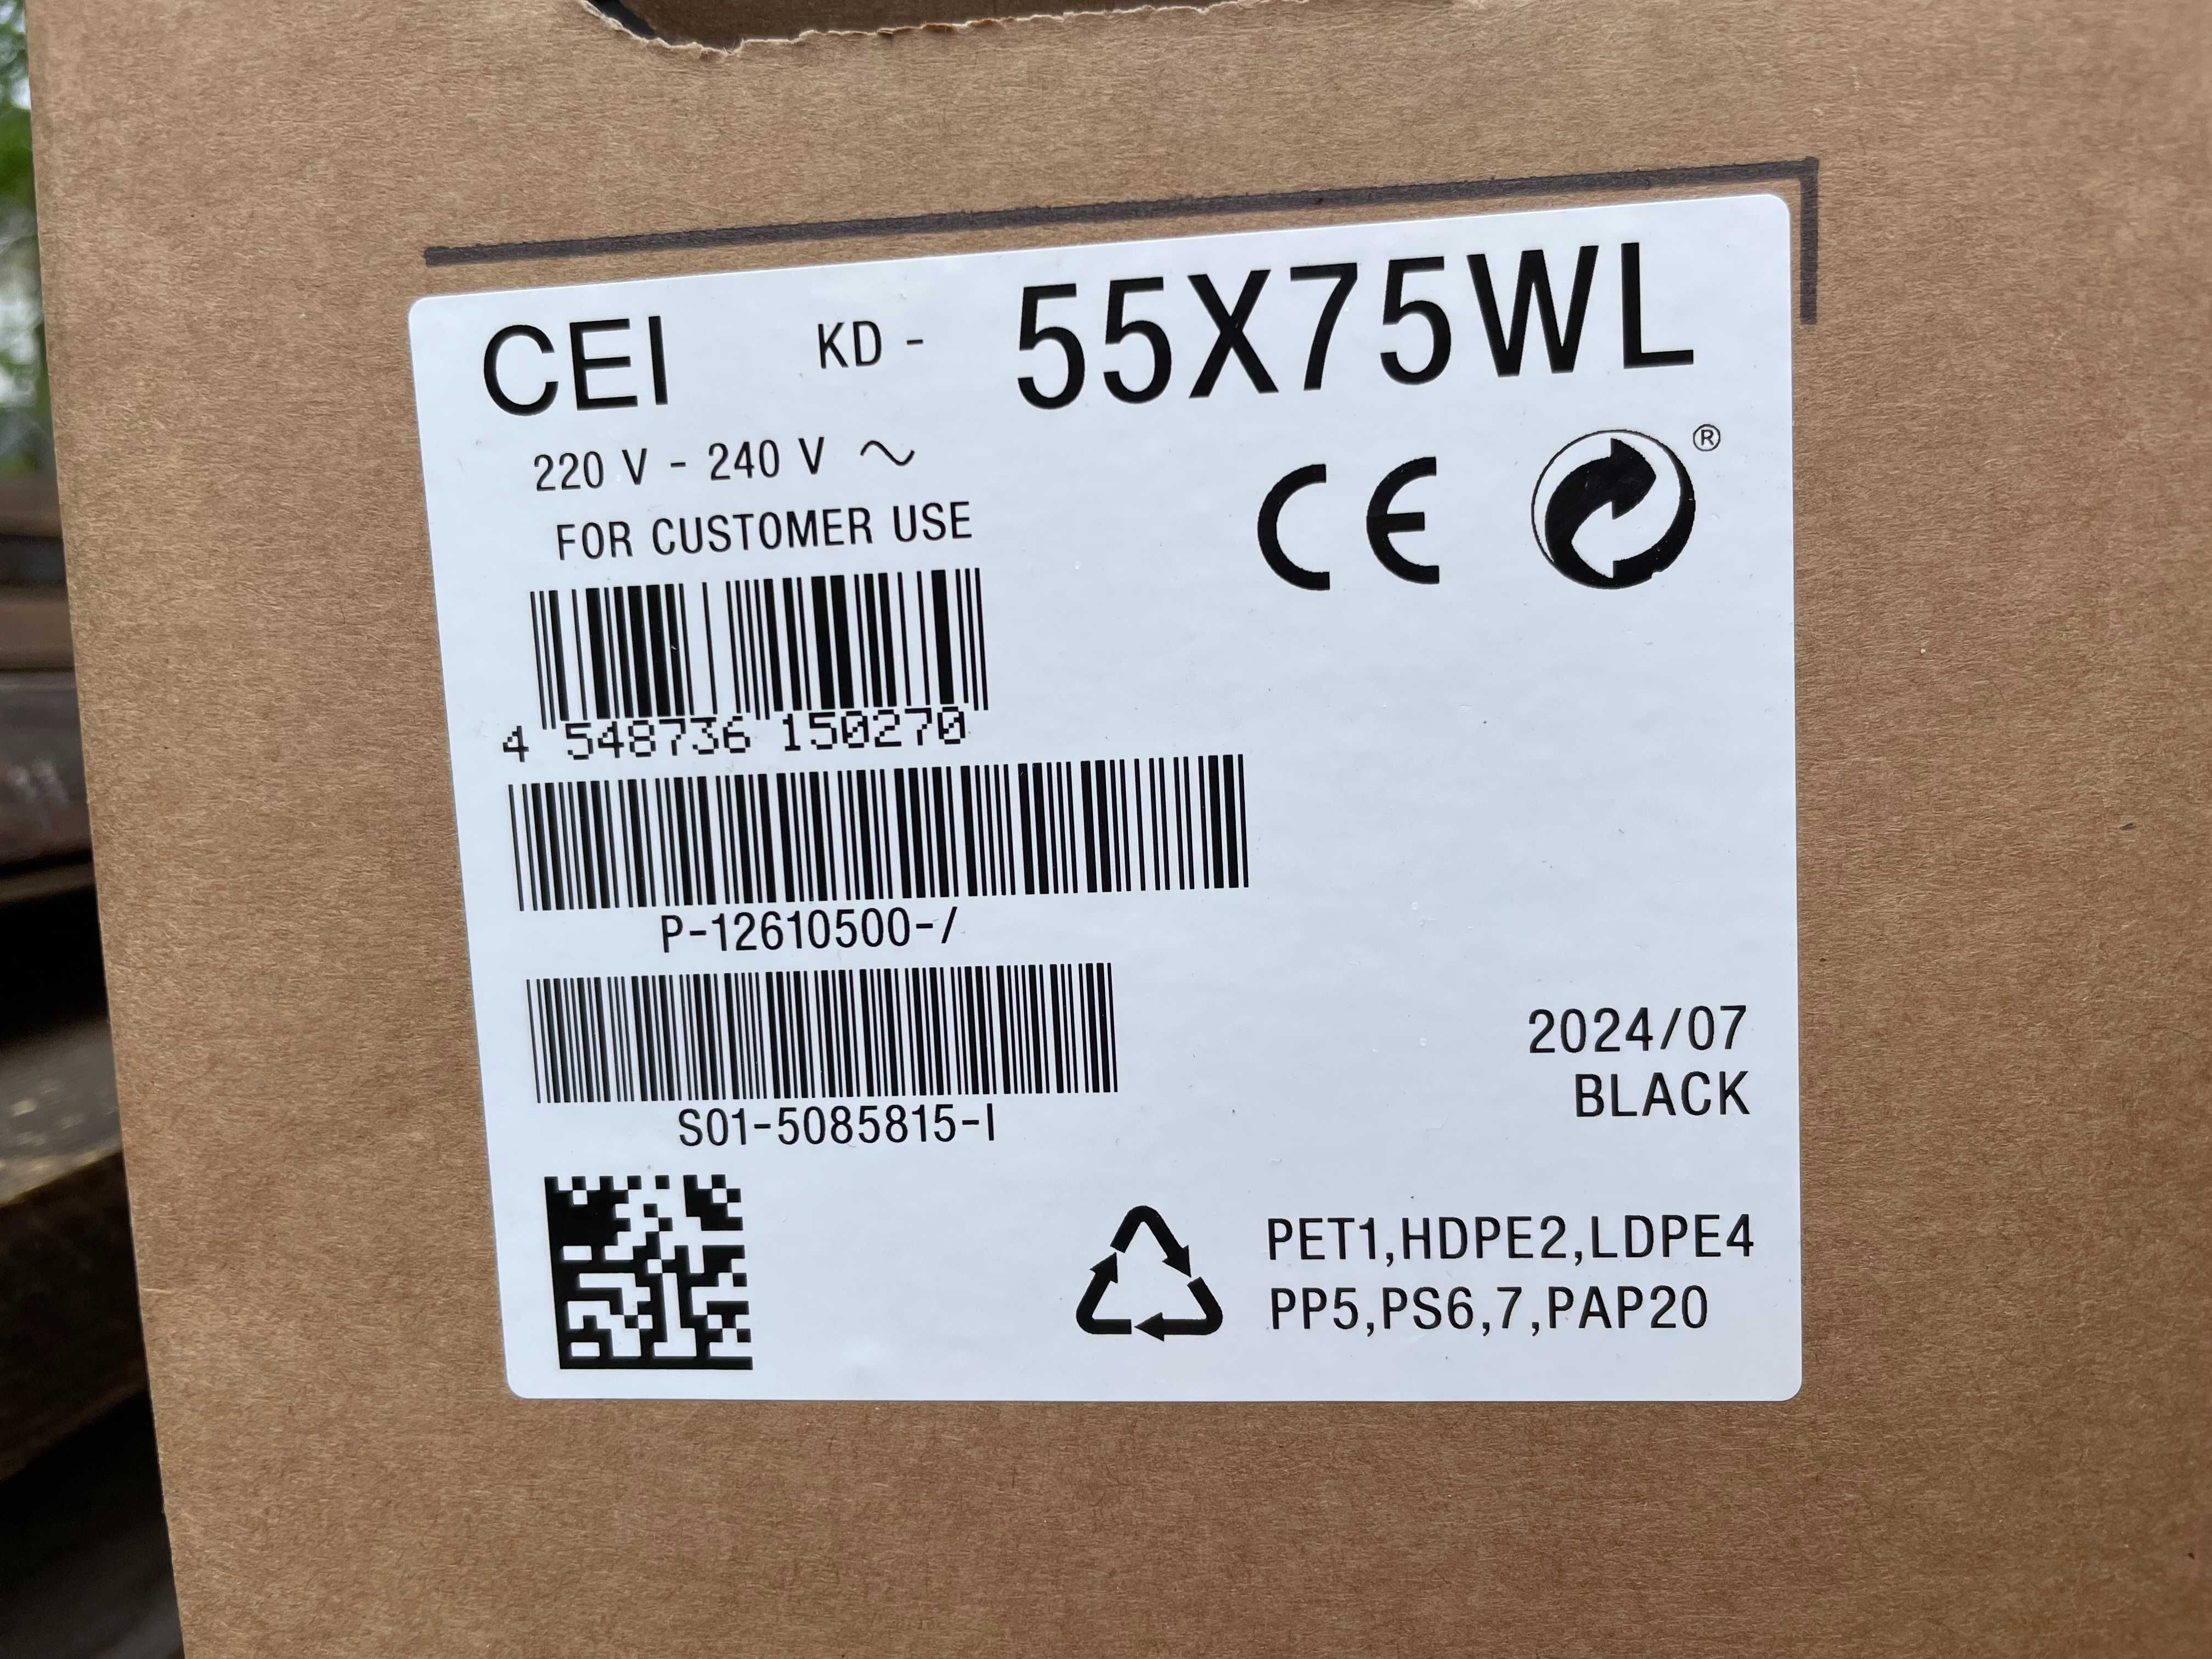 CEI KD - 55X75WL
220 V - 240 V ~
FOR CUSTOMER USE
CE ®
4 548736 150270
P-12610500-/
S01-5085815-I
2024/07
BLACK
PET1,HDPE2,LDPE4
PP5,PS6,7,PAP20